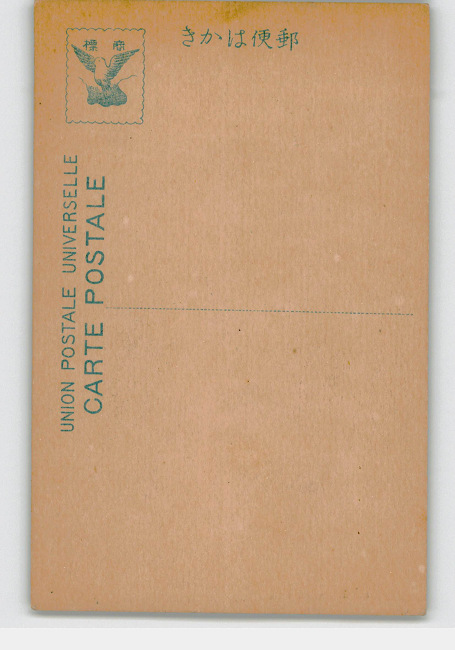 きかは便郵
標商
UNION POSTALE UNIVERSELLE
CARTE POSTALE